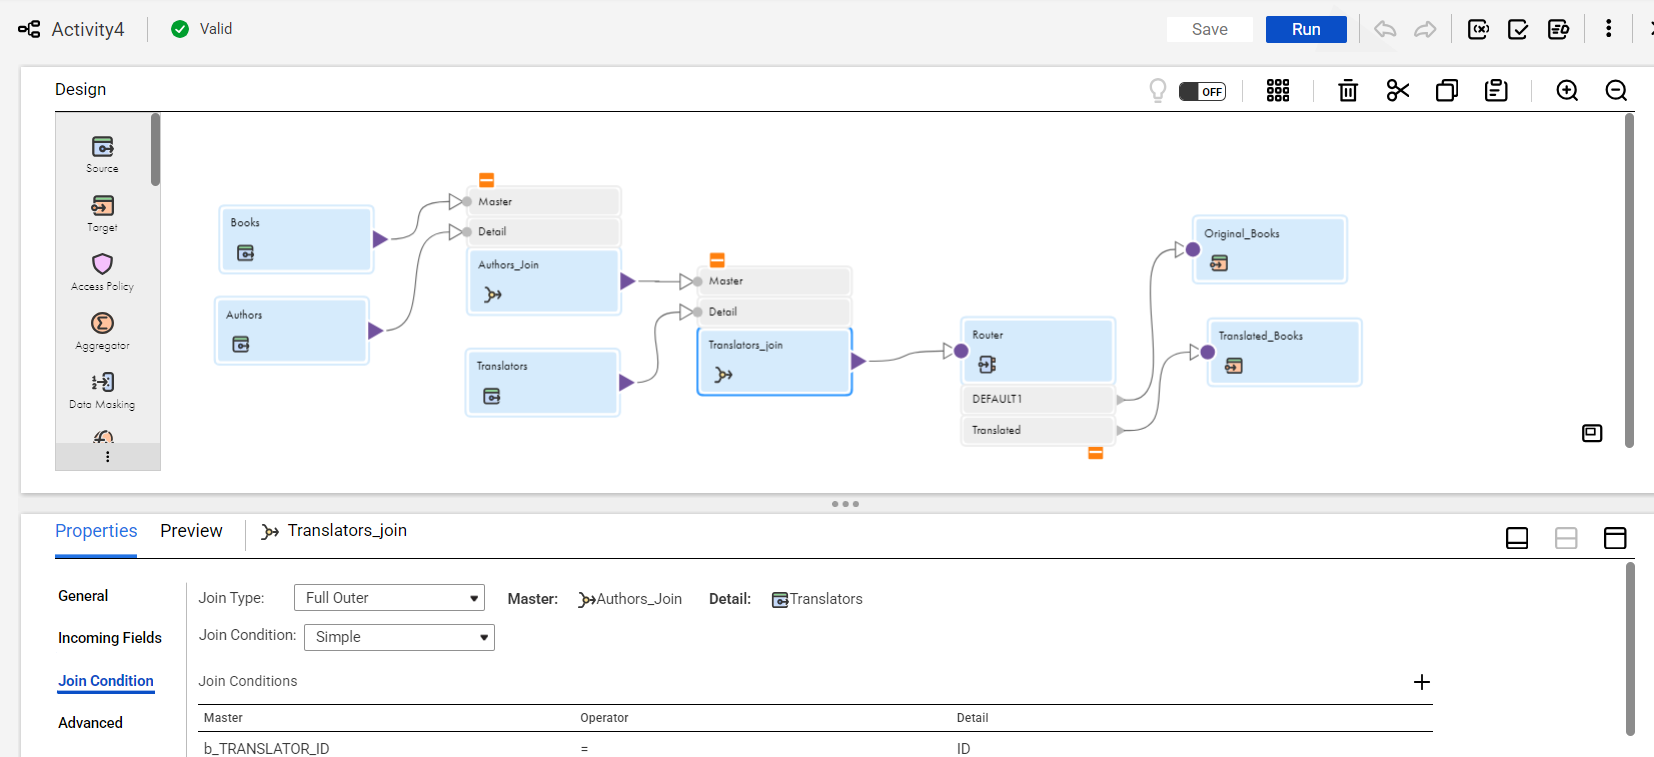 Activity4
Valid
Save
Run
Design
OFF
Source
Target
Access Policy
Aggregator
Data Masking
Books
Authors
Master
Detail
Authors_Join
Translators
Master
Detail
Translators_join
Router
DEFAULT1
Translated
Original_Books
Translated_Books
Properties
Preview
Translators_join
General
Incoming Fields
Join Condition
Advanced
Join Type: Full Outer Master: Authors_Join Detail: Translators
Join Condition: Simple
Join Conditions
Master Operator Detail
b_TRANSLATOR_ID = ID